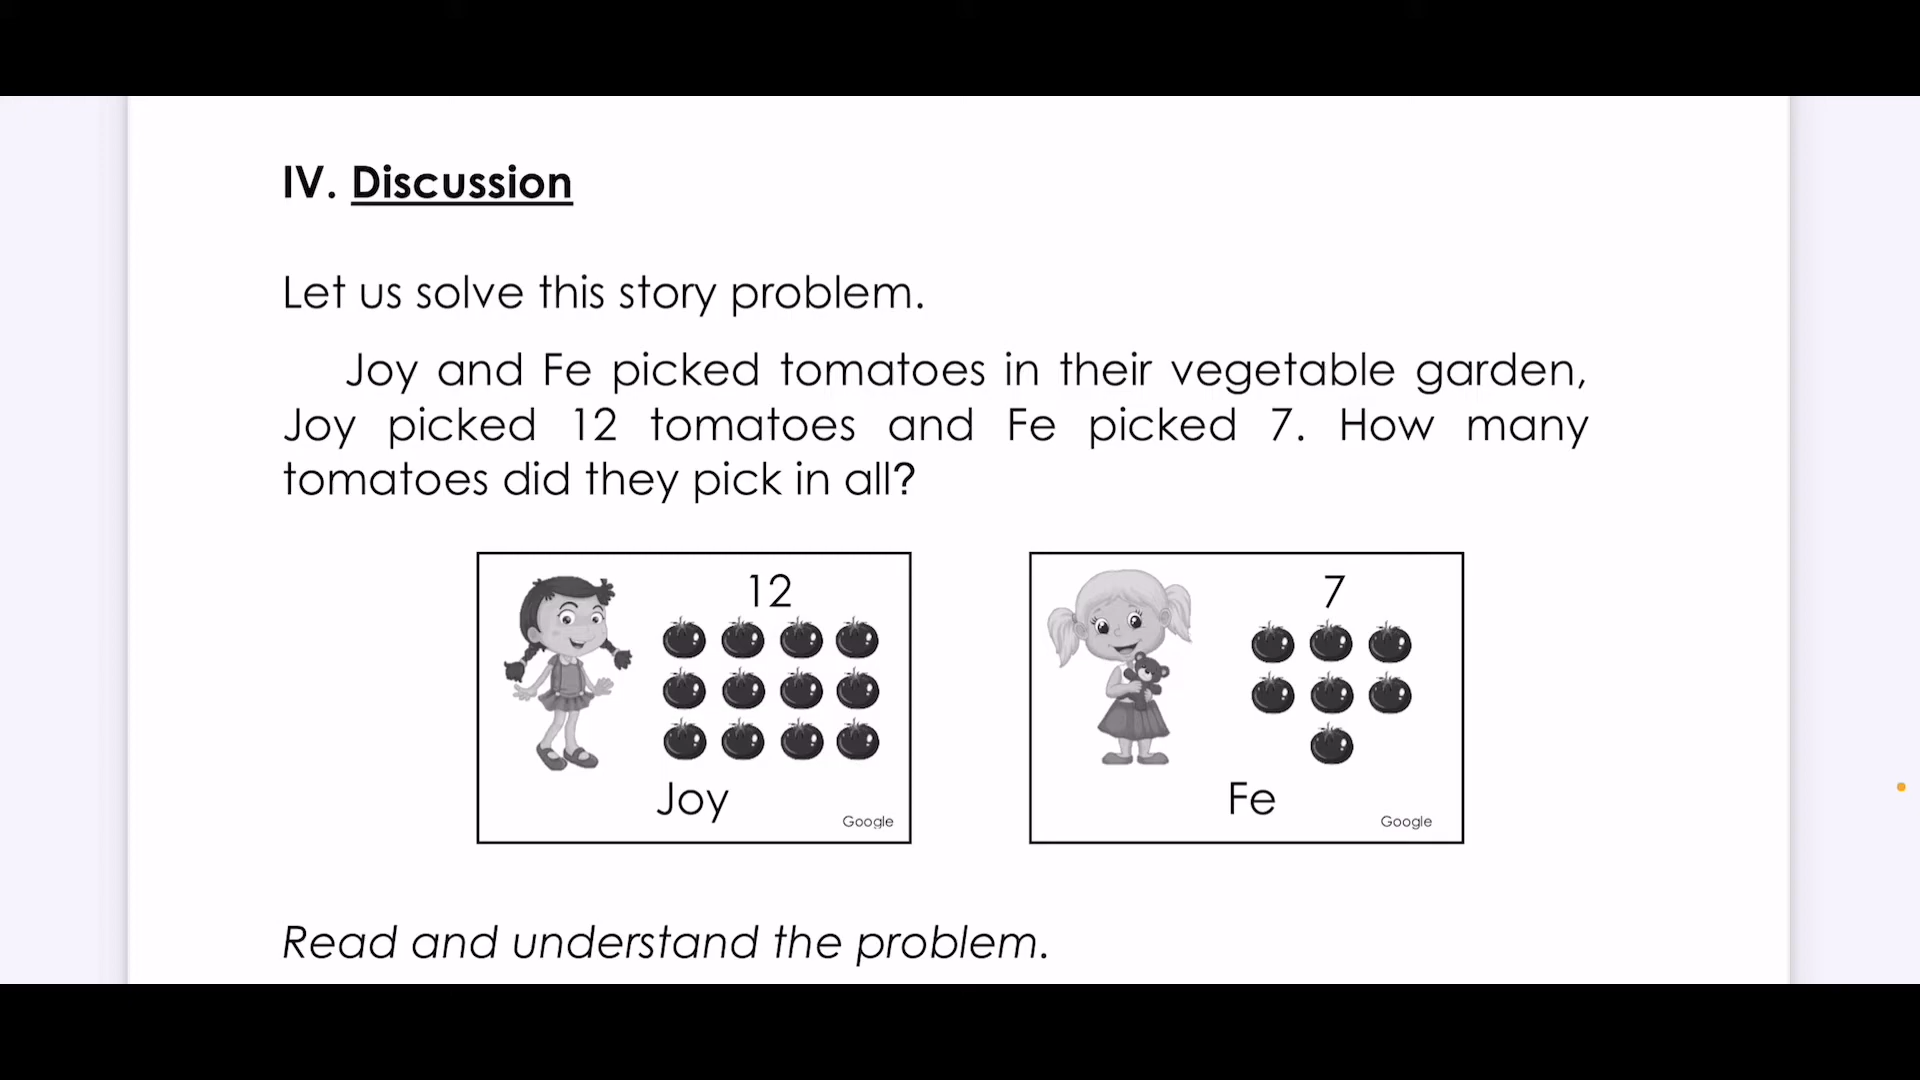 IV. Discussion
Let us solve this story problem.
Joy and Fe picked tomatoes in their vegetable garden,
Joy picked 12 tomatoes and Fe picked 7. How many
tomatoes did they pick in all?
12
Joy
Google
7
Fe
Google
Read and understand the problem.